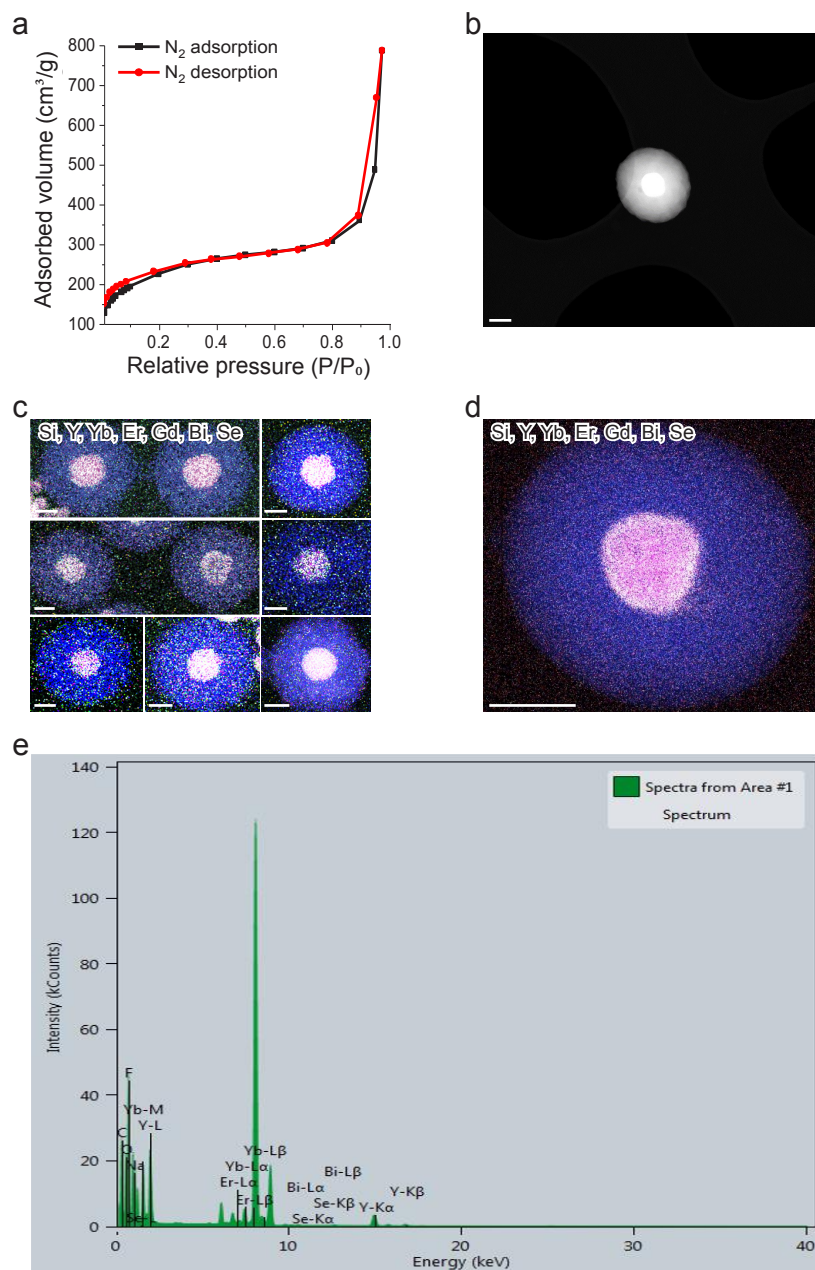 a
N₂ adsorption
N₂ desorption
Adsorbed volume (cm³/g)
800
700
600
500
400
300
200
100
0.2
0.4
0.6
0.8
1.0
Relative pressure (P/P₀)
b
c
Si, Y, Yb, Er, Gd, Bi, Se
d
Si, Y, Yb, Er, Gd, Bi, Se
e
Spectra from Area #1
Spectrum
Intensity (kCounts)
140
120
100
80
60
40
20
0
F
Yb-M
Y-L
C
O
Na
Se-
Yb-Lβ
Yb-Lα
Er-Lα
Er-Lβ
Bi-Lβ
Bi-Lα
Se-Kβ
Se-Kα
Y-Kβ
Y-Kα
0
10
20
30
40
Energy (keV)